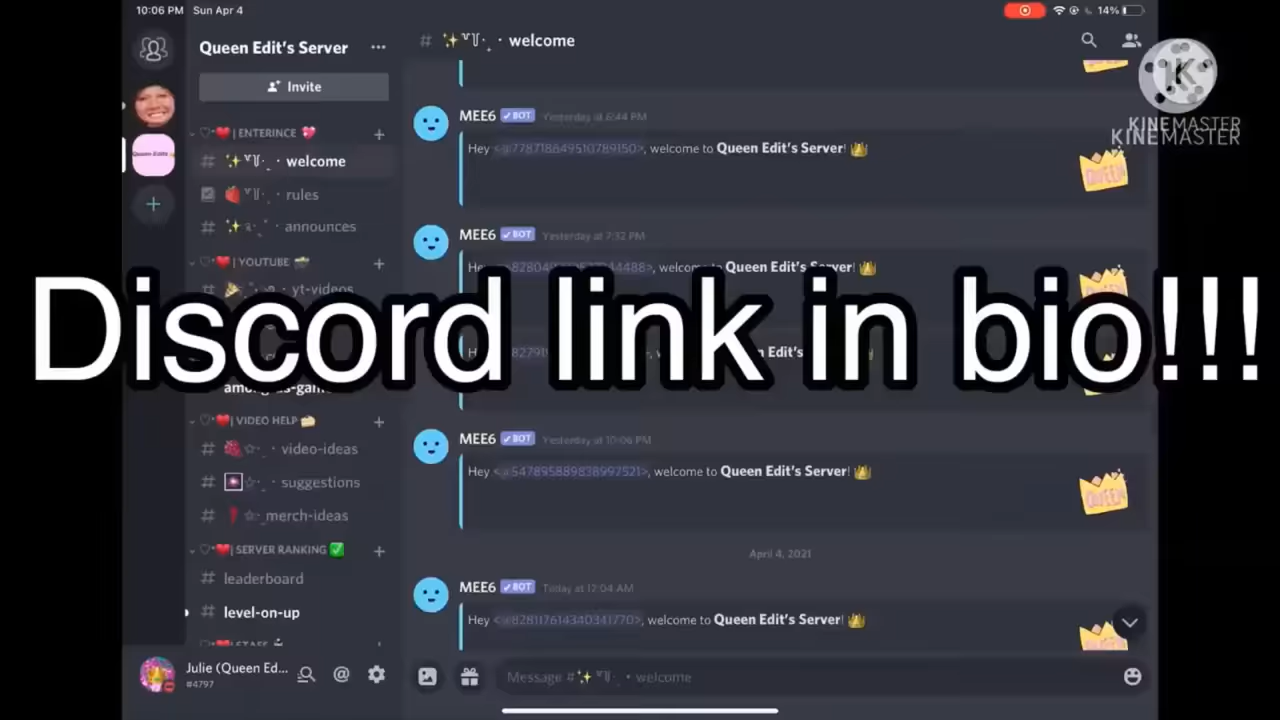 10:06 PM Sun Apr 4
14%
Queen Edit's Server
Invite
ENTERINCE
welcome
rules
announces
YOUTUBE
yt-videos
VIDEO HELP
video-ideas
suggestions
merch-ideas
SERVER RANKING
leaderboard
level-on-up
Julie (Queen Ed...
#4797
# welcome
MEE6 BOT Yesterday at 6:44 PM
Hey <@778718849510789150>, welcome to Queen Edit's Server!
QUEEN
MEE6 BOT Yesterday at 7:32 PM
welcome to Queen Edit's Server!
Discord link in bio!!!
MEE6 BOT Yesterday at 10:06 PM
Hey <@547895889838997521>, welcome to Queen Edit's Server!
QUEEN
April 4, 2021
MEE6 BOT Today at 12:04 AM
Hey <@828117614340341770>, welcome to Queen Edit's Server!
Message # welcome
K
KINEMASTER
KINEMASTER